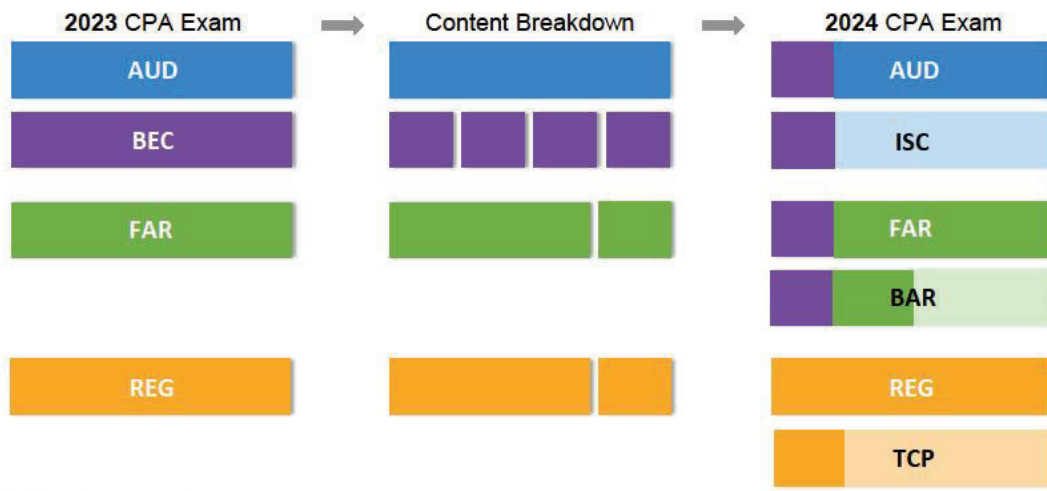 2023 CPA Exam
Content Breakdown
2024 CPA Exam
AUD
AUD
BEC
ISC
FAR
FAR
BAR
REG
REG
TCP